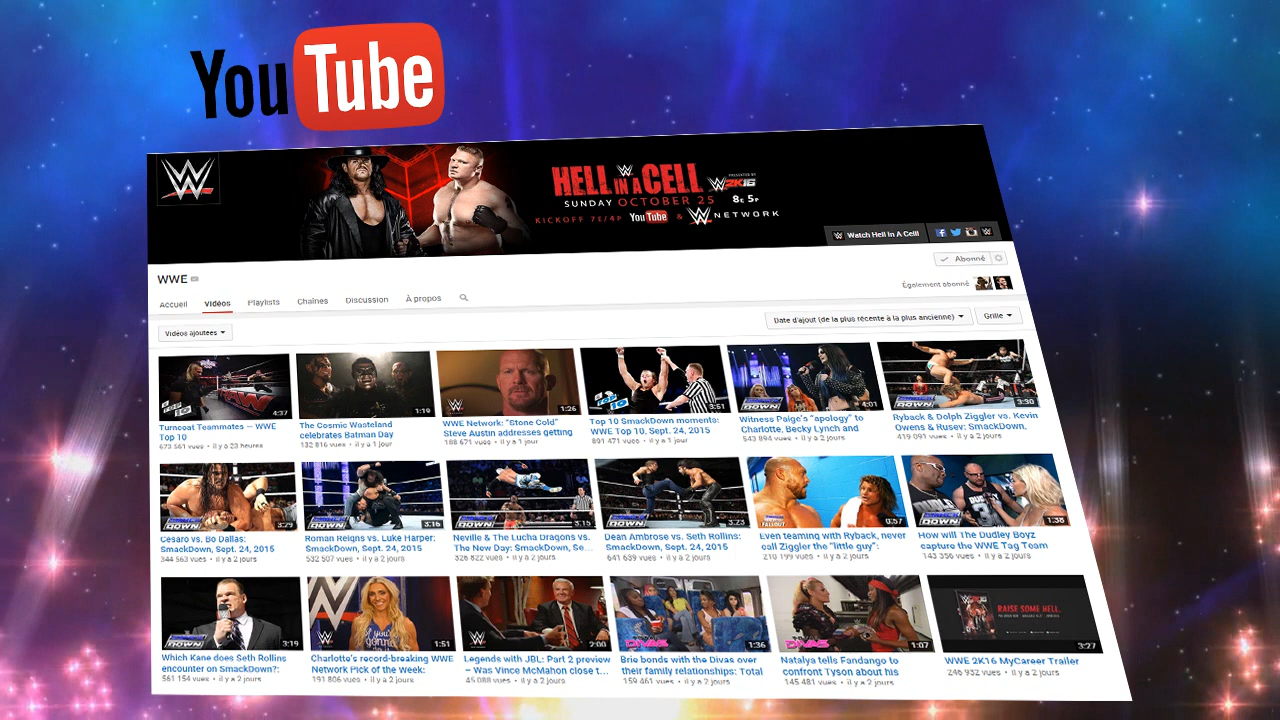 YouTube
W
HELL IN A CELL
PRESENTED BY
W2K16
SUNDAY OCTOBER 25 8E 5P
KICKOFF 7E/4P YouTube & W NETWORK
Watch Hell In A Cell!
WWE
Abonné
Également abonné
Accueil Vidéos Playlists Chaînes Discussion À propos
Vidéos ajoutées
Date d'ajout (de la plus récente à la plus ancienne) Grille
4:37 1:19 1:26 3:51 4:01 3:30
Turncoat Teammates — WWE Top 10
673 561 vues • il y a 23 heures
The Cosmic Wasteland celebrates Batman Day
132 816 vues • il y a 1 jour
WWE Network: "Stone Cold" Steve Austin addresses getting
188 671 vues • il y a 1 jour
Top 10 SmackDown moments: WWE Top 10, Sept. 24, 2015
891 471 vues • il y a 1 jour
Witness Paige's "apology" to Charlotte, Becky Lynch and
543 894 vues • il y a 2 jours
Ryback & Dolph Ziggler vs. Kevin Owens & Rusev: SmackDown,
419 091 vues • il y a 2 jours
3:29 3:16 3:15 3:23 0:57 1:38
Cesaro vs. Bo Dallas: SmackDown, Sept. 24, 2015
344 563 vues • il y a 2 jours
Roman Reigns vs. Luke Harper: SmackDown, Sept. 24, 2015
532 507 vues • il y a 2 jours
Neville & The Lucha Dragons vs. The New Day: SmackDown, Se...
326 822 vues • il y a 2 jours
Dean Ambrose vs. Seth Rollins: SmackDown, Sept. 24, 2015
641 639 vues • il y a 2 jours
Even teaming with Ryback, never call Ziggler the "little guy":
210 199 vues • il y a 2 jours
How will The Dudley Boyz capture the WWE Tag Team
143 356 vues • il y a 2 jours
3:19 1:51 2:00 1:36 1:07 3:27
Which Kane does Seth Rollins encounter on SmackDown?:
561 154 vues • il y a 2 jours
Charlotte's record-breaking WWE Network Pick of the Week:
191 806 vues • il y a 2 jours
Legends with JBL: Part 2 preview – Was Vince McMahon close t...
45 088 vues • il y a 2 jours
Brie bonds with the Divas over their family relationships: Total
159 461 vues • il y a 2 jours
Natalya tells Fandango to confront Tyson about his
145 481 vues • il y a 2 jours
RAISE SOME HELL.
WWE 2K16 MyCareer Trailer
246 932 vues • il y a 2 jours